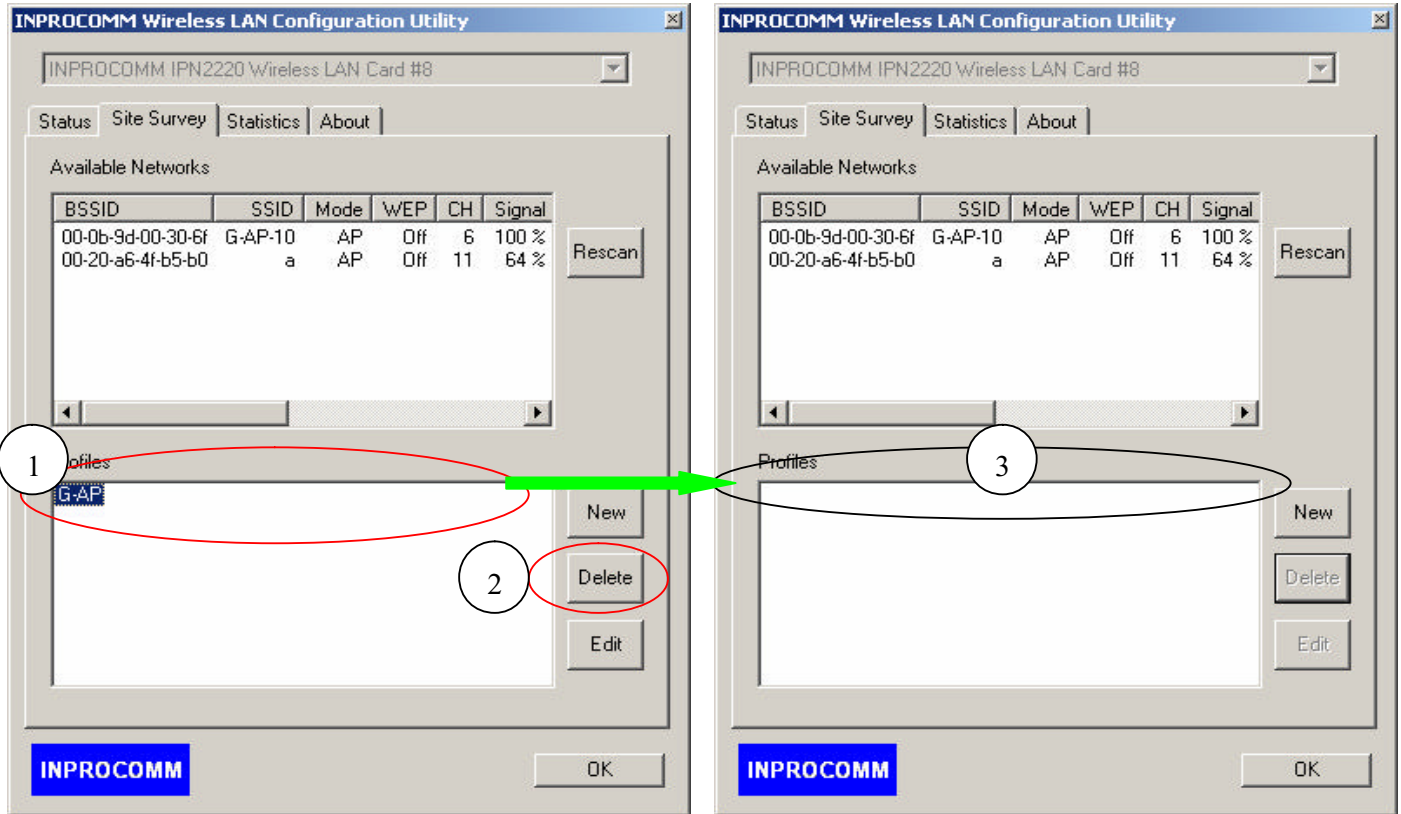 INPROCOMM Wireless LAN Configuration Utility
INPROCOMM IPN2220 Wireless LAN Card #8
Status Site Survey Statistics About
Available Networks
BSSID SSID Mode WEP CH Signal
00-0b-9d-00-30-6f G-AP-10 AP Off 6 100 %
00-20-a6-4f-b5-b0 a AP Off 11 64 %
Rescan
1
ofiles
G-AP
New
2
Delete
Edit
INPROCOMM
OK
INPROCOMM Wireless LAN Configuration Utility
INPROCOMM IPN2220 Wireless LAN Card #8
Status Site Survey Statistics About
Available Networks
BSSID SSID Mode WEP CH Signal
00-0b-9d-00-30-6f G-AP-10 AP Off 6 100 %
00-20-a6-4f-b5-b0 a AP Off 11 64 %
Rescan
Profiles
3
New
Delete
Edit
INPROCOMM
OK